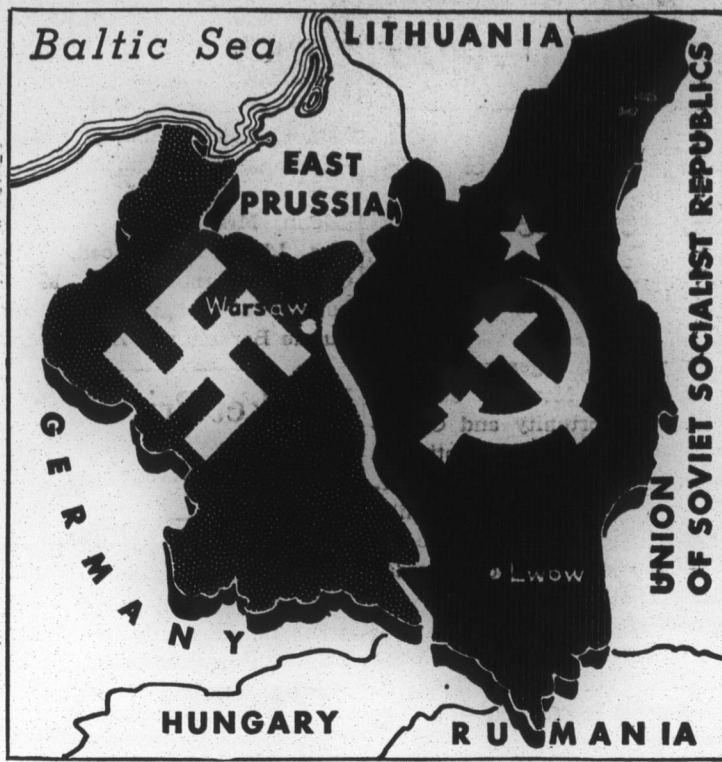 Baltic Sea
LITHUANIA
EAST
PRUSSIA
Warsaw
GERMANY
UNION
OF SOVIET SOCIALIST REPUBLICS
Lwow
HUNGARY
RUMANIA